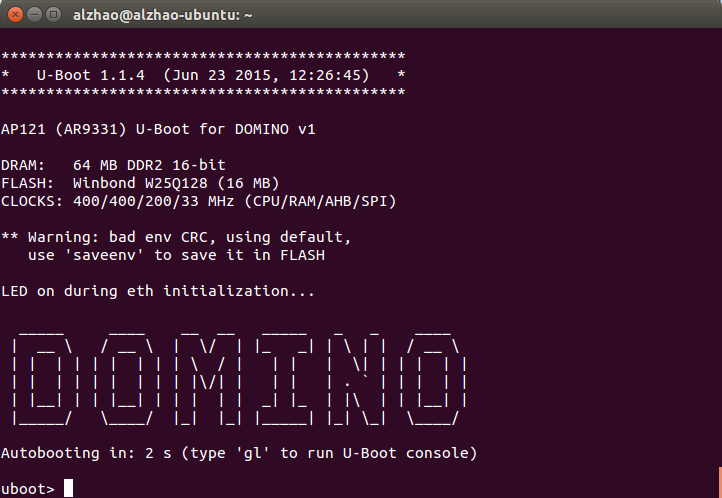 alzhao@alzhao-ubuntu: ~
*********************************************
*   U-Boot 1.1.4  (Jun 23 2015, 12:26:45)   *
*********************************************
AP121 (AR9331) U-Boot for DOMINO v1
DRAM:   64 MB DDR2 16-bit
FLASH:  Winbond W25Q128 (16 MB)
CLOCKS: 400/400/200/33 MHz (CPU/RAM/AHB/SPI)
** Warning: bad env CRC, using default,
   use 'saveenv' to save it in FLASH
LED on during eth initialization...
DOMINO
Autobooting in: 2 s (type 'gl' to run U-Boot console)
uboot>